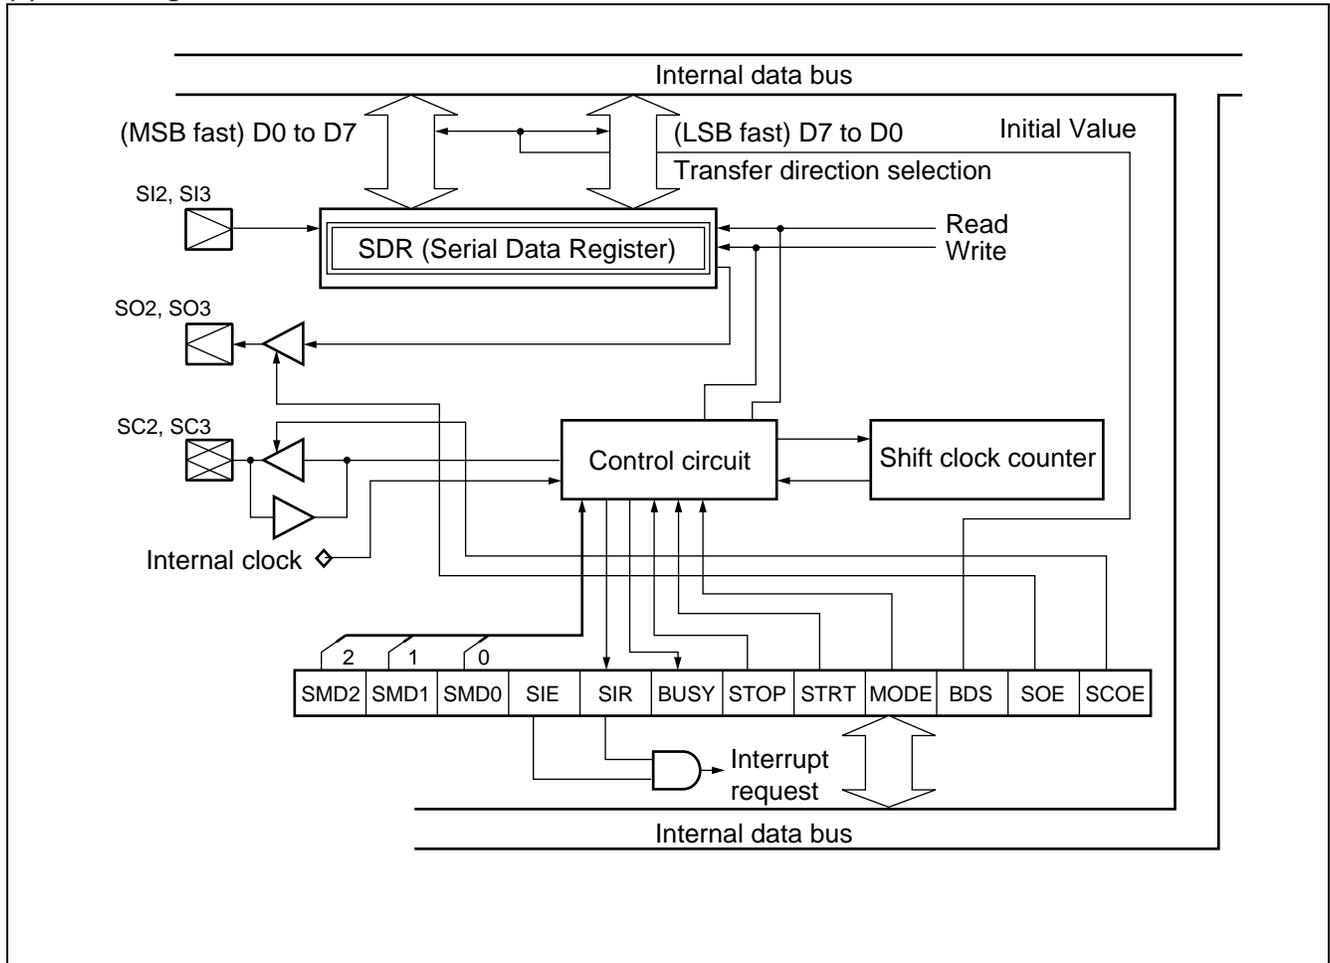 Internal data bus
(MSB fast) D0 to D7
(LSB fast) D7 to D0
Initial Value
Transfer direction selection
SI2, SI3
Read
SDR (Serial Data Register)
Write
SO2, SO3
SC2, SC3
Control circuit
Shift clock counter
Internal clock
2 1 0
SMD2 SMD1 SMD0 SIE SIR BUSY STOP STRT MODE BDS SOE SCOE
Interrupt
request
Internal data bus